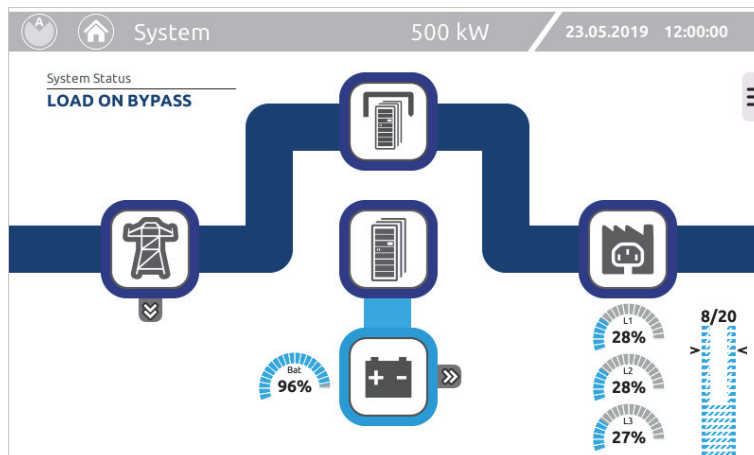 A
System
500 kW
23.05.2019 12:00:00
System Status
LOAD ON BYPASS
L1
28%
8/20
Bat
96%
L2
28%
L3
27%